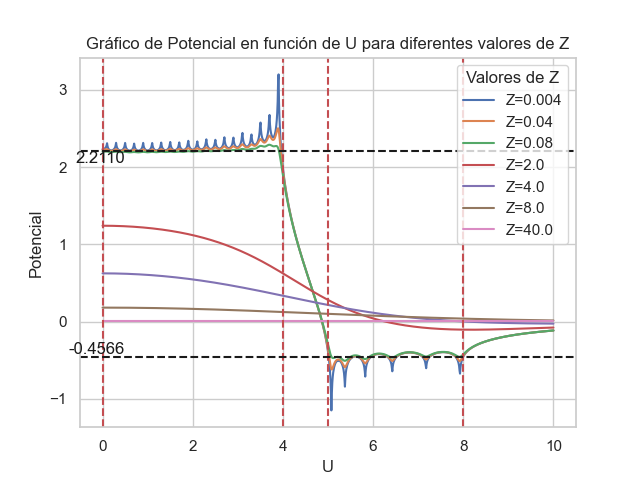 Gráfico de Potencial en función de U para diferentes valores de Z
Valores de Z
Z=0.004
Z=0.04
Z=0.08
Z=2.0
Z=4.0
Z=8.0
Z=40.0
3
2
1
0
−1
2.2110
-0.4566
Potencial
0 2 4 6 8 10
U